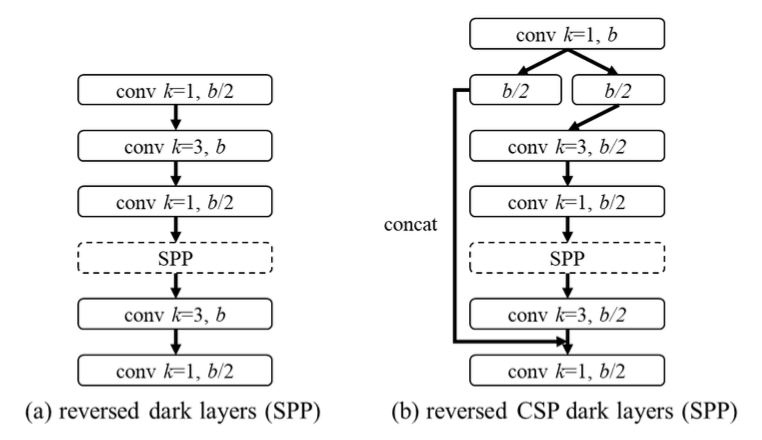 conv k=1, b/2
conv k=3, b
conv k=1, b/2
SPP
conv k=3, b
conv k=1, b/2
(a) reversed dark layers (SPP)
conv k=1, b
b/2
b/2
conv k=3, b/2
conv k=1, b/2
concat
SPP
conv k=3, b/2
conv k=1, b/2
(b) reversed CSP dark layers (SPP)